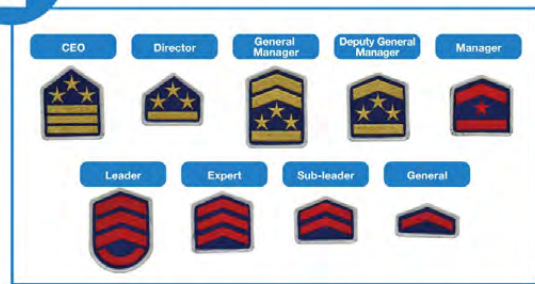 CEO
Director
General
Manager
Deputy General
Manager
Manager
Leader
Expert
Sub-leader
General